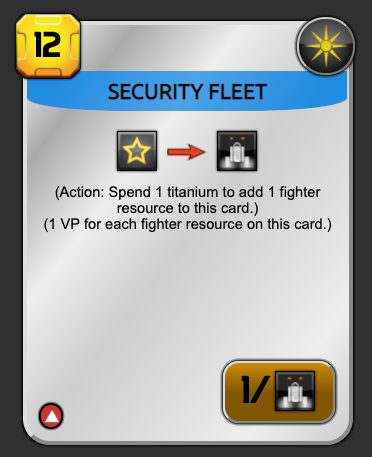 12
SECURITY FLEET
(Action: Spend 1 titanium to add 1 fighter
resource to this card.)
(1 VP for each fighter resource on this card.)
1/